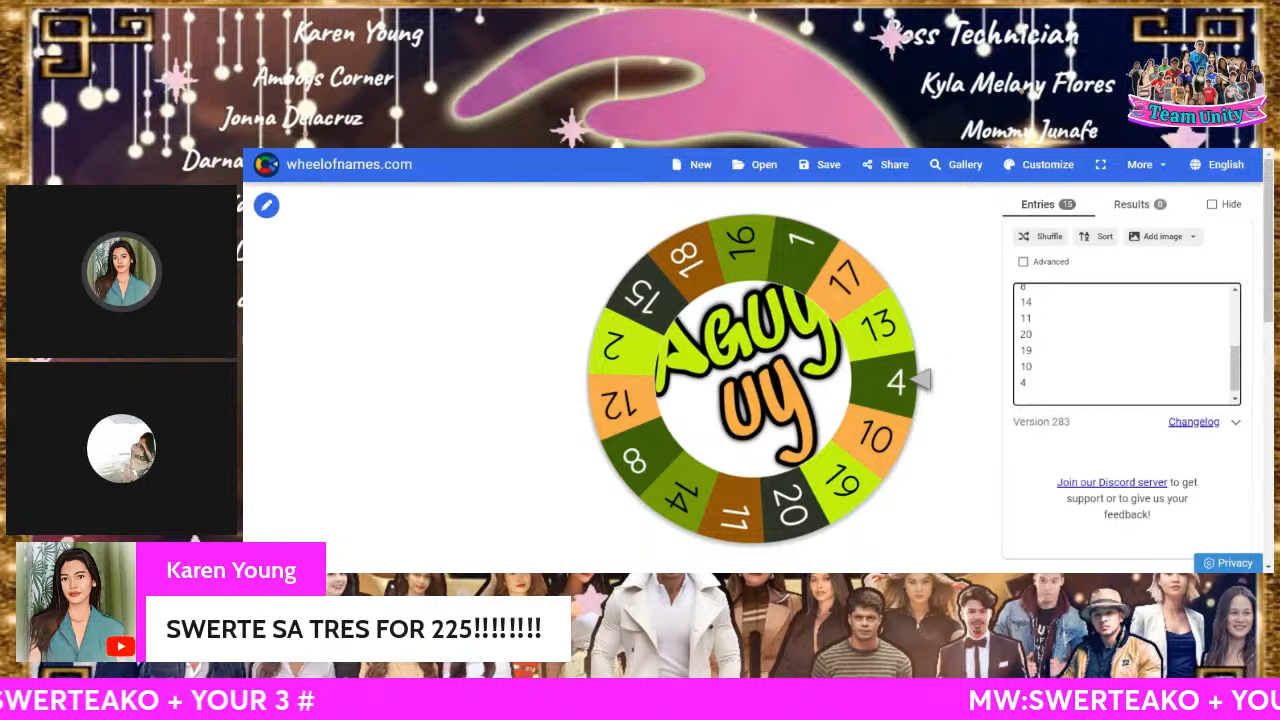 Karen Young
Amboys Corner
Jonna Delacruz
Darna
Boss Technician
Kyla Melany Flores
Mommy Junafe
Team Unity
wheelofnames.com
New
Open
Save
Share
Gallery
Customize
More
English
Entries 15
Results 0
Hide
Shuffle
Sort
Add image
Advanced
8
14
11
20
19
10
4
Version 283
Changelog
Join our Discord server to get
support or to give us your
feedback!
Privacy
16
1
17
13
4
10
19
20
11
14
8
12
2
15
18
AGUY
UY
Karen Young
SWERTE SA TRES FOR 225!!!!!!!!
SWERTEAKO + YOUR 3 #
MW:SWERTEAKO + YOU